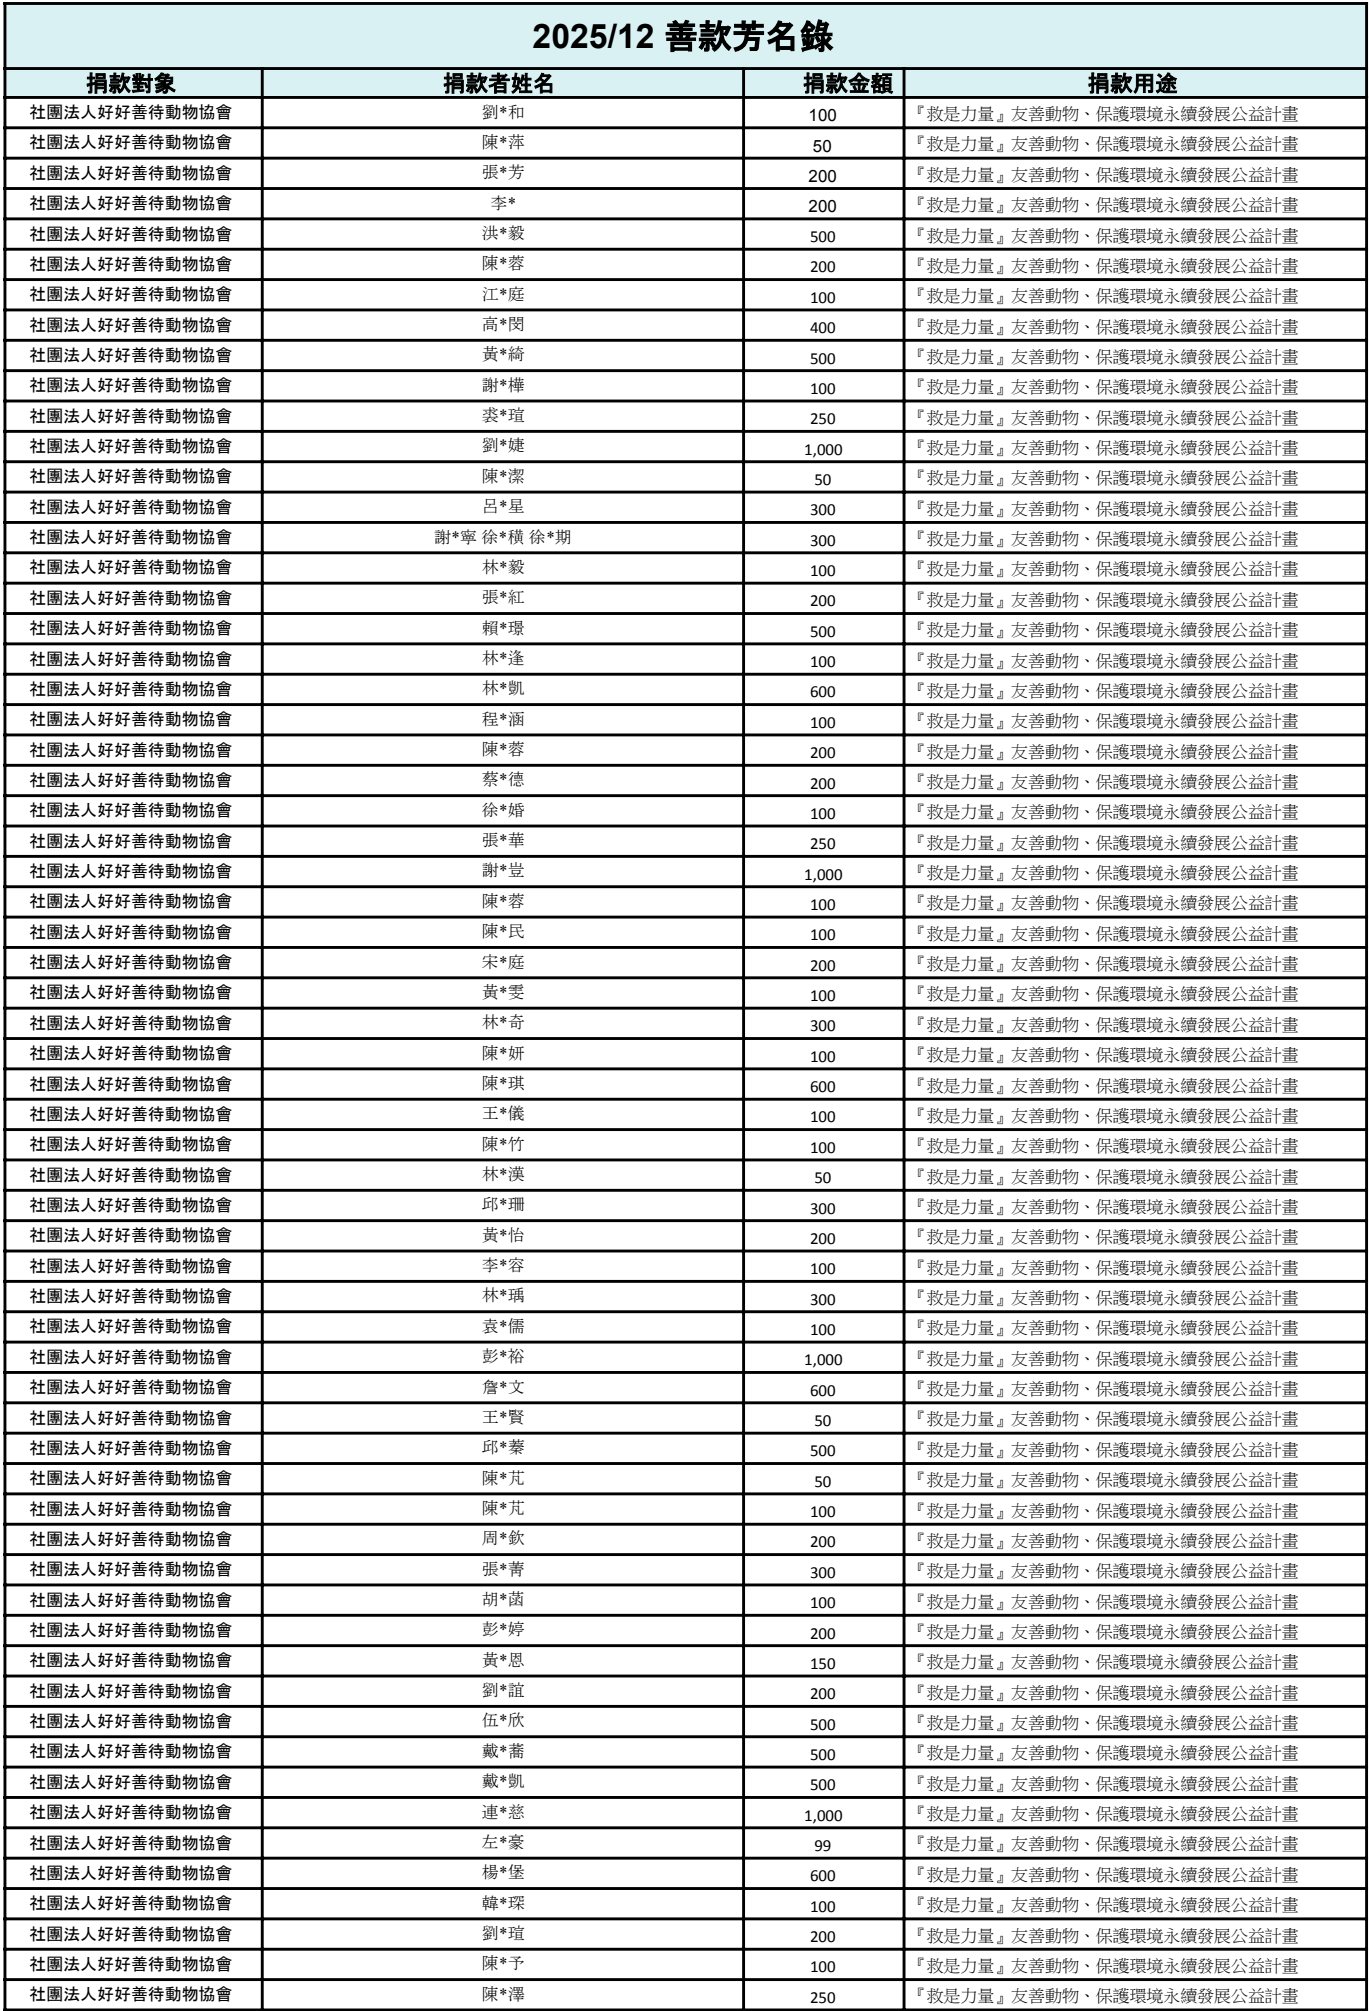 2025/12 善款芳名錄
捐款對象 捐款者姓名 捐款金額 捐款用途
社團法人好好善待動物協會 劉*和 100 『救是力量』友善動物、保護環境永續發展公益計畫
社團法人好好善待動物協會 陳*萍 50 『救是力量』友善動物、保護環境永續發展公益計畫
社團法人好好善待動物協會 張*芳 200 『救是力量』友善動物、保護環境永續發展公益計畫
社團法人好好善待動物協會 李* 200 『救是力量』友善動物、保護環境永續發展公益計畫
社團法人好好善待動物協會 洪*毅 500 『救是力量』友善動物、保護環境永續發展公益計畫
社團法人好好善待動物協會 陳*蓉 200 『救是力量』友善動物、保護環境永續發展公益計畫
社團法人好好善待動物協會 江*庭 100 『救是力量』友善動物、保護環境永續發展公益計畫
社團法人好好善待動物協會 高*閔 400 『救是力量』友善動物、保護環境永續發展公益計畫
社團法人好好善待動物協會 黃*綺 500 『救是力量』友善動物、保護環境永續發展公益計畫
社團法人好好善待動物協會 謝*樺 100 『救是力量』友善動物、保護環境永續發展公益計畫
社團法人好好善待動物協會 裘*瑄 250 『救是力量』友善動物、保護環境永續發展公益計畫
社團法人好好善待動物協會 劉*婕 1,000 『救是力量』友善動物、保護環境永續發展公益計畫
社團法人好好善待動物協會 陳*潔 50 『救是力量』友善動物、保護環境永續發展公益計畫
社團法人好好善待動物協會 呂*星 300 『救是力量』友善動物、保護環境永續發展公益計畫
社團法人好好善待動物協會 謝*寧 徐*穔 徐*期 300 『救是力量』友善動物、保護環境永續發展公益計畫
社團法人好好善待動物協會 林*毅 100 『救是力量』友善動物、保護環境永續發展公益計畫
社團法人好好善待動物協會 張*紅 200 『救是力量』友善動物、保護環境永續發展公益計畫
社團法人好好善待動物協會 賴*璟 500 『救是力量』友善動物、保護環境永續發展公益計畫
社團法人好好善待動物協會 林*逢 100 『救是力量』友善動物、保護環境永續發展公益計畫
社團法人好好善待動物協會 林*凱 600 『救是力量』友善動物、保護環境永續發展公益計畫
社團法人好好善待動物協會 程*涵 100 『救是力量』友善動物、保護環境永續發展公益計畫
社團法人好好善待動物協會 陳*蓉 200 『救是力量』友善動物、保護環境永續發展公益計畫
社團法人好好善待動物協會 蔡*德 200 『救是力量』友善動物、保護環境永續發展公益計畫
社團法人好好善待動物協會 徐*婚 100 『救是力量』友善動物、保護環境永續發展公益計畫
社團法人好好善待動物協會 張*華 250 『救是力量』友善動物、保護環境永續發展公益計畫
社團法人好好善待動物協會 謝*豈 1,000 『救是力量』友善動物、保護環境永續發展公益計畫
社團法人好好善待動物協會 陳*蓉 100 『救是力量』友善動物、保護環境永續發展公益計畫
社團法人好好善待動物協會 陳*民 100 『救是力量』友善動物、保護環境永續發展公益計畫
社團法人好好善待動物協會 宋*庭 200 『救是力量』友善動物、保護環境永續發展公益計畫
社團法人好好善待動物協會 黃*雯 100 『救是力量』友善動物、保護環境永續發展公益計畫
社團法人好好善待動物協會 林*奇 300 『救是力量』友善動物、保護環境永續發展公益計畫
社團法人好好善待動物協會 陳*妍 100 『救是力量』友善動物、保護環境永續發展公益計畫
社團法人好好善待動物協會 陳*琪 600 『救是力量』友善動物、保護環境永續發展公益計畫
社團法人好好善待動物協會 王*儀 100 『救是力量』友善動物、保護環境永續發展公益計畫
社團法人好好善待動物協會 陳*竹 100 『救是力量』友善動物、保護環境永續發展公益計畫
社團法人好好善待動物協會 林*漢 50 『救是力量』友善動物、保護環境永續發展公益計畫
社團法人好好善待動物協會 邱*珊 300 『救是力量』友善動物、保護環境永續發展公益計畫
社團法人好好善待動物協會 黃*怡 200 『救是力量』友善動物、保護環境永續發展公益計畫
社團法人好好善待動物協會 李*容 100 『救是力量』友善動物、保護環境永續發展公益計畫
社團法人好好善待動物協會 林*瑀 300 『救是力量』友善動物、保護環境永續發展公益計畫
社團法人好好善待動物協會 袁*儒 100 『救是力量』友善動物、保護環境永續發展公益計畫
社團法人好好善待動物協會 彭*裕 1,000 『救是力量』友善動物、保護環境永續發展公益計畫
社團法人好好善待動物協會 詹*文 600 『救是力量』友善動物、保護環境永續發展公益計畫
社團法人好好善待動物協會 王*賢 50 『救是力量』友善動物、保護環境永續發展公益計畫
社團法人好好善待動物協會 邱*蓁 500 『救是力量』友善動物、保護環境永續發展公益計畫
社團法人好好善待動物協會 陳*芃 50 『救是力量』友善動物、保護環境永續發展公益計畫
社團法人好好善待動物協會 陳*芃 100 『救是力量』友善動物、保護環境永續發展公益計畫
社團法人好好善待動物協會 周*欽 200 『救是力量』友善動物、保護環境永續發展公益計畫
社團法人好好善待動物協會 張*菁 300 『救是力量』友善動物、保護環境永續發展公益計畫
社團法人好好善待動物協會 胡*菡 100 『救是力量』友善動物、保護環境永續發展公益計畫
社團法人好好善待動物協會 彭*婷 200 『救是力量』友善動物、保護環境永續發展公益計畫
社團法人好好善待動物協會 黃*恩 150 『救是力量』友善動物、保護環境永續發展公益計畫
社團法人好好善待動物協會 劉*誼 200 『救是力量』友善動物、保護環境永續發展公益計畫
社團法人好好善待動物協會 伍*欣 500 『救是力量』友善動物、保護環境永續發展公益計畫
社團法人好好善待動物協會 戴*蕎 500 『救是力量』友善動物、保護環境永續發展公益計畫
社團法人好好善待動物協會 戴*凱 500 『救是力量』友善動物、保護環境永續發展公益計畫
社團法人好好善待動物協會 連*慈 1,000 『救是力量』友善動物、保護環境永續發展公益計畫
社團法人好好善待動物協會 左*豪 99 『救是力量』友善動物、保護環境永續發展公益計畫
社團法人好好善待動物協會 楊*堡 600 『救是力量』友善動物、保護環境永續發展公益計畫
社團法人好好善待動物協會 韓*琛 100 『救是力量』友善動物、保護環境永續發展公益計畫
社團法人好好善待動物協會 劉*瑄 200 『救是力量』友善動物、保護環境永續發展公益計畫
社團法人好好善待動物協會 陳*予 100 『救是力量』友善動物、保護環境永續發展公益計畫
社團法人好好善待動物協會 陳*澤 250 『救是力量』友善動物、保護環境永續發展公益計畫